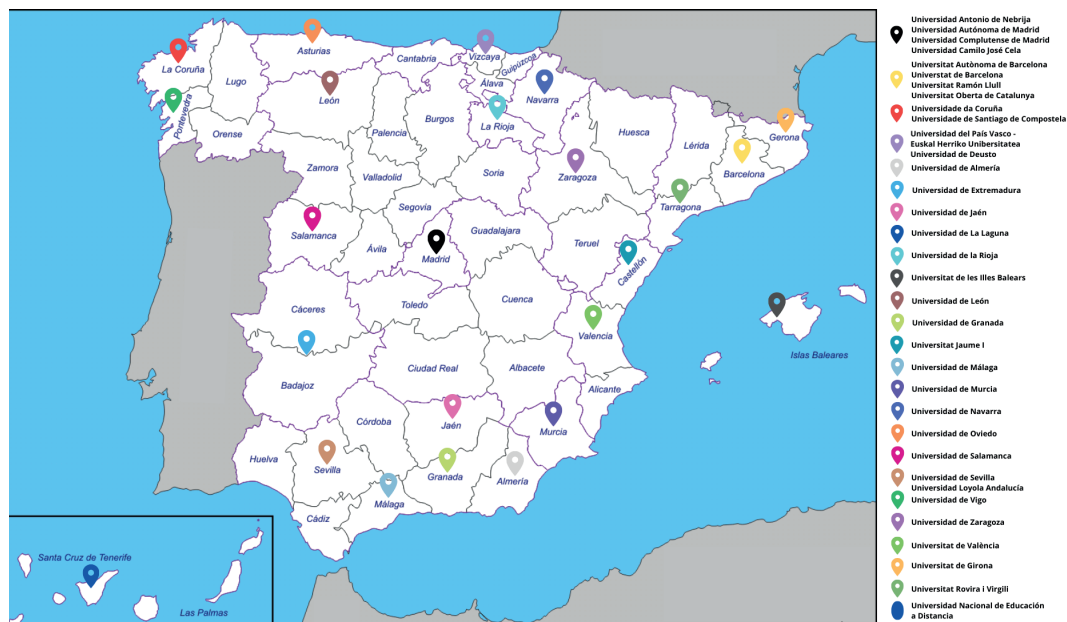 Asturias
Cantabria
Vizcaya
Guipúzcoa
La Coruña
Lugo
León
Álava
Navarra
Pontevedra
Orense
Palencia
Burgos
La Rioja
Huesca
Lérida
Gerona
Zamora
Valladolid
Soria
Zaragoza
Barcelona
Segovia
Tarragona
Salamanca
Ávila
Madrid
Guadalajara
Teruel
Castellón
Cáceres
Toledo
Cuenca
Valencia
Islas Baleares
Badajoz
Ciudad Real
Albacete
Alicante
Córdoba
Jaén
Murcia
Huelva
Sevilla
Granada
Almería
Málaga
Cádiz
Santa Cruz de Tenerife
Las Palmas
Universidad Antonio de Nebrija
Universidad Autónoma de Madrid
Universidad Complutense de Madrid
Universidad Camilo José Cela
Universitat Autònoma de Barcelona
Universtat de Barcelona
Universitat Ramón Llull
Universitat Oberta de Catalunya
Universidade da Coruña
Universidade de Santiago de Compostela
Universidad del País Vasco -
Euskal Herriko Unibersitatea
Universidad de Deusto
Universidad de Almería
Universidad de Extremadura
Universidad de Jaén
Universidad de La Laguna
Universidad de la Rioja
Universitat de les Illes Balears
Universidad de León
Universidad de Granada
Universitat Jaume I
Universidad de Málaga
Universidad de Murcia
Universidad de Navarra
Universidad de Oviedo
Universidad de Salamanca
Universidad de Sevilla
Universidad Loyola Andalucía
Universidad de Vigo
Universidad de Zaragoza
Universitat de València
Universitat de Girona
Universitat Rovira i Virgili
Universidad Nacional de Educación
a Distancia